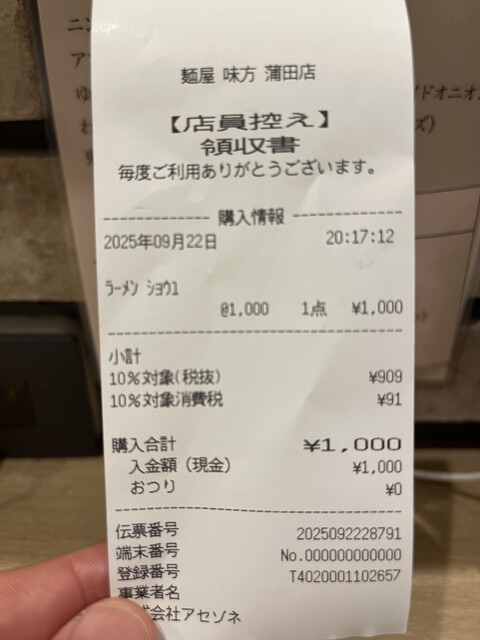 麺屋 味方 蒲田店
【店員控え】
領収書
毎度ご利用ありがとうございます。
購入情報
2025年09月22日 20:17:12
ラーメン ショウ1
@1,000 1点 ¥1,000
小計
10%対象(税抜) ¥909
10%対象消費税 ¥91
購入合計 ¥1,000
入金額(現金) ¥1,000
おつり ¥0
伝票番号 2025092228791
端末番号 No.000000000000
登録番号 T4020001102657
事業者名
式会社アセゾネ